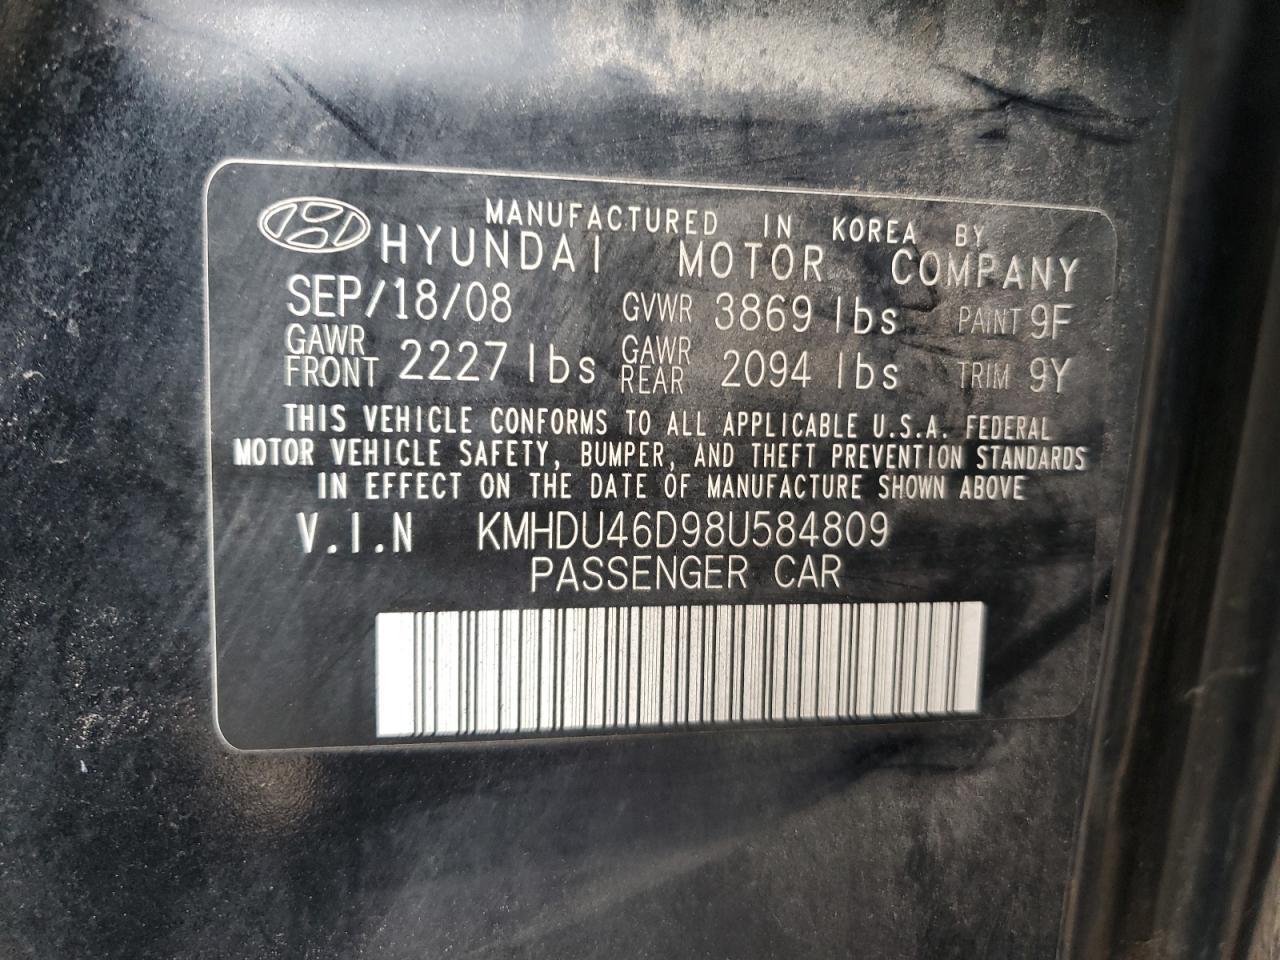 MANUFACTURED IN KOREA BY
HYUNDAI MOTOR COMPANY
SEP/18/08 GVWR 3869 lbs PAINT 9F
GAWR FRONT 2227 lbs GAWR REAR 2094 lbs TRIM 9Y
THIS VEHICLE CONFORMS TO ALL APPLICABLE U.S.A. FEDERAL
MOTOR VEHICLE SAFETY, BUMPER, AND THEFT PREVENTION STANDARDS
IN EFFECT ON THE DATE OF MANUFACTURE SHOWN ABOVE
V.I.N KMHDU46D98U584809
PASSENGER CAR